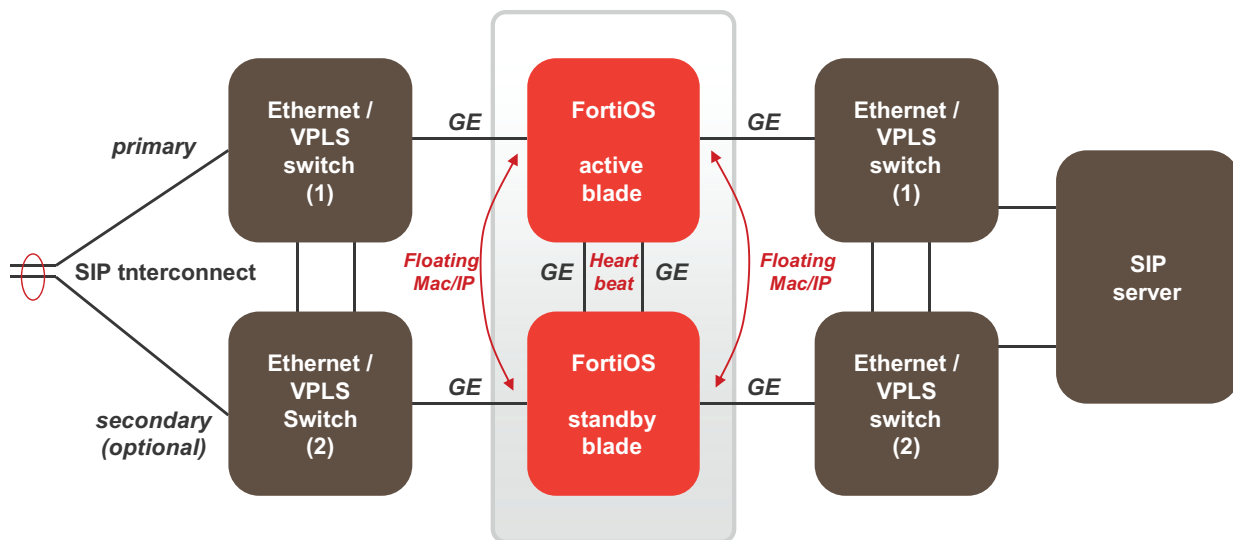 primary
Ethernet /
VPLS
switch
(1)
GE
FortiOS
active
blade
GE
Ethernet /
VPLS
switch
(1)
SIP tnterconnect
Floating
Mac/IP
GE
Heart
beat
GE
Floating
Mac/IP
SIP
server
secondary
(optional)
Ethernet /
VPLS
Switch
(2)
GE
FortiOS
standby
blade
GE
Ethernet /
VPLS
switch
(2)